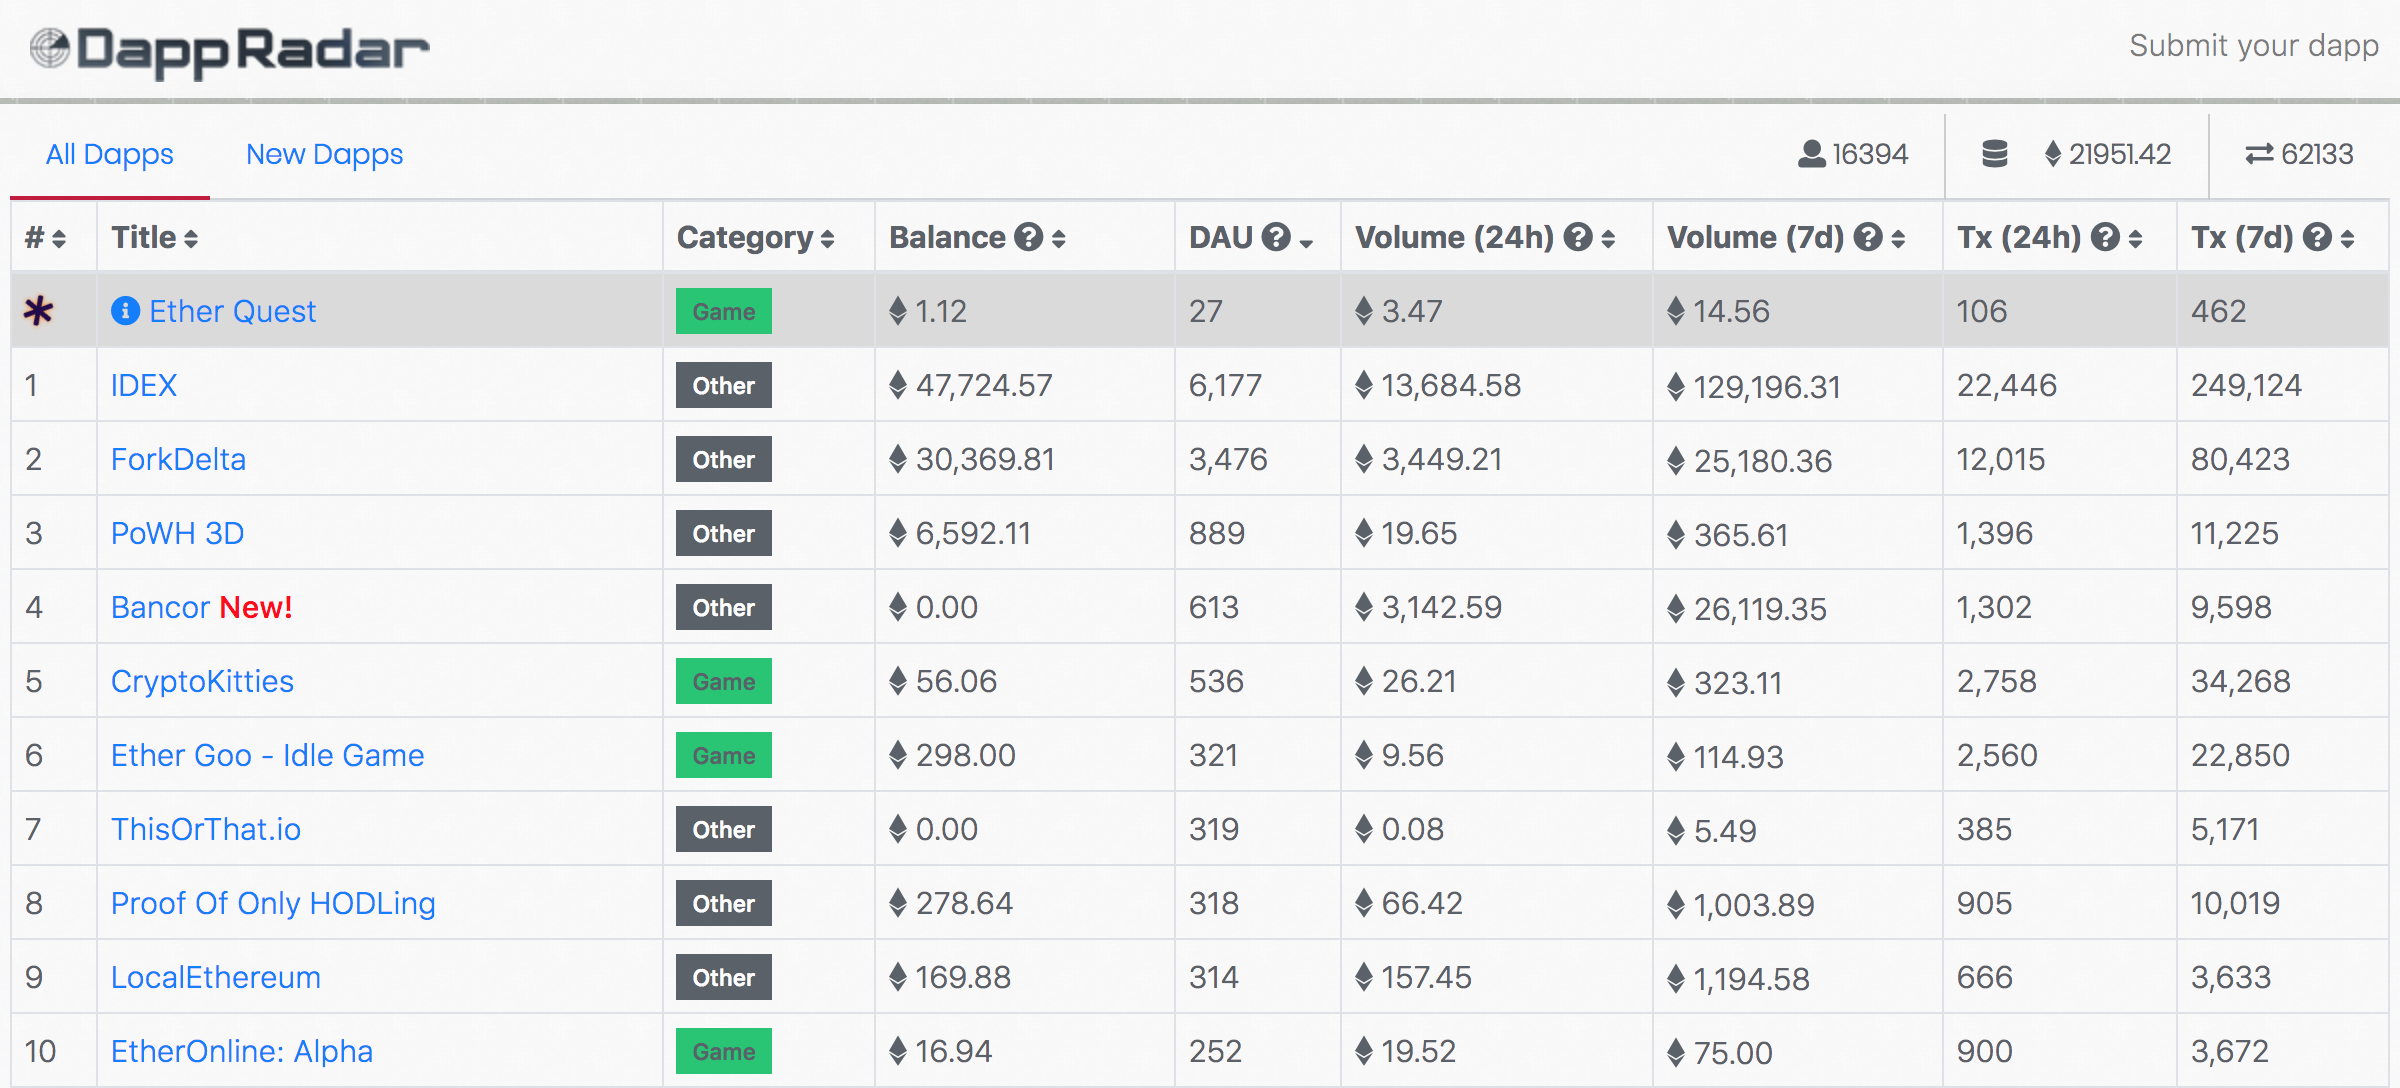 DappRadar
Submit your dapp
All Dapps New Dapps 16394 21951.42 62133
# Title Category Balance DAU Volume (24h) Volume (7d) Tx (24h) Tx (7d)
* Ether Quest Game 1.12 27 3.47 14.56 106 462
1 IDEX Other 47,724.57 6,177 13,684.58 129,196.31 22,446 249,124
2 ForkDelta Other 30,369.81 3,476 3,449.21 25,180.36 12,015 80,423
3 PoWH 3D Other 6,592.11 889 19.65 365.61 1,396 11,225
4 Bancor New! Other 0.00 613 3,142.59 26,119.35 1,302 9,598
5 CryptoKitties Game 56.06 536 26.21 323.11 2,758 34,268
6 Ether Goo - Idle Game Game 298.00 321 9.56 114.93 2,560 22,850
7 ThisOrThat.io Other 0.00 319 0.08 5.49 385 5,171
8 Proof Of Only HODLing Other 278.64 318 66.42 1,003.89 905 10,019
9 LocalEthereum Other 169.88 314 157.45 1,194.58 666 3,633
10 EtherOnline: Alpha Game 16.94 252 19.52 75.00 900 3,672